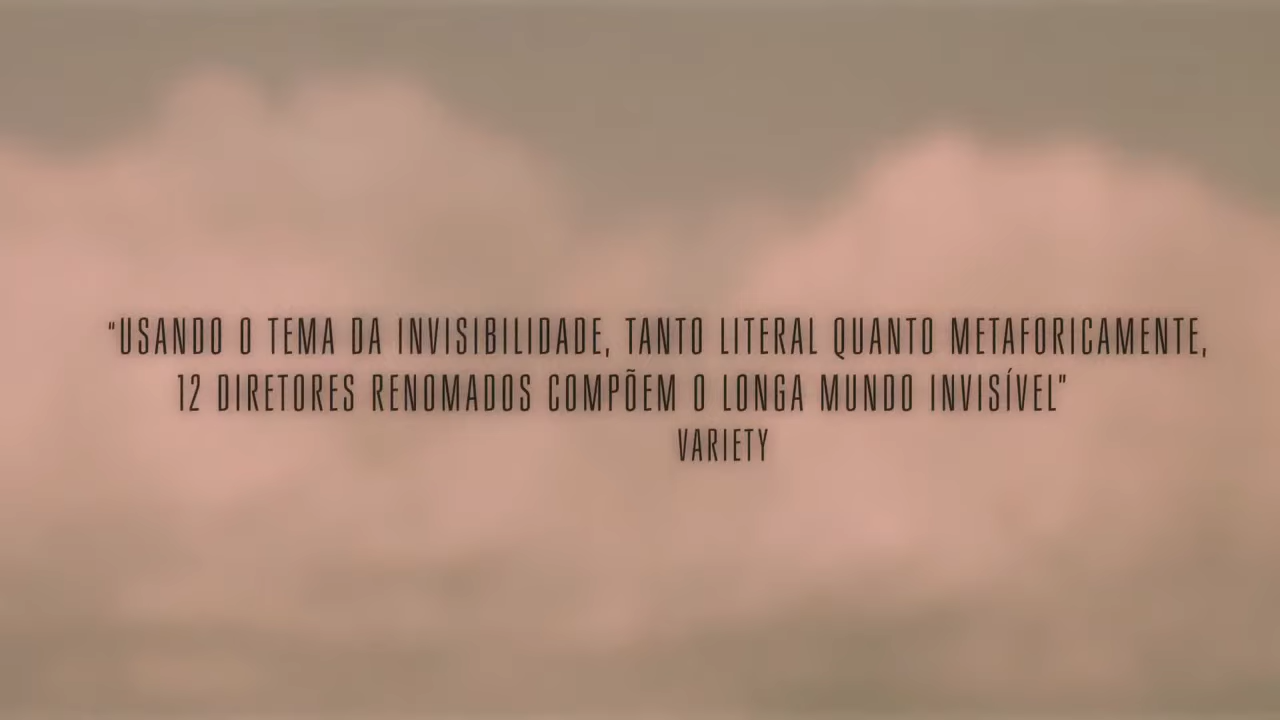 “USANDO O TEMA DA INVISIBILIDADE, TANTO LITERAL QUANTO METAFORICAMENTE,
12 DIRETORES RENOMADOS COMPÕEM O LONGA MUNDO INVISÍVEL”
VARIETY